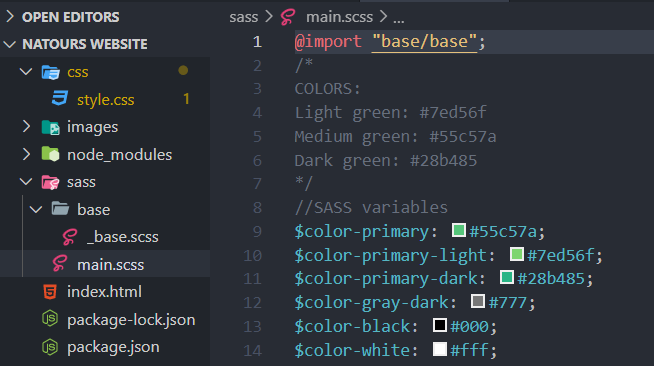 OPEN EDITORS
NATOURS WEBSITE
css
style.css 1
images
node_modules
sass
base
_base.scss
main.scss
index.html
package-lock.json
package.json
sass > main.scss > ...
1 @import "base/base";
2 /*
3 COLORS:
4 Light green: #7ed56f
5 Medium green: #55c57a
6 Dark green: #28b485
7 */
8 //SASS variables
9 $color-primary: #55c57a;
10 $color-primary-light: #7ed56f;
11 $color-primary-dark: #28b485;
12 $color-gray-dark: #777;
13 $color-black: #000;
14 $color-white: #fff;